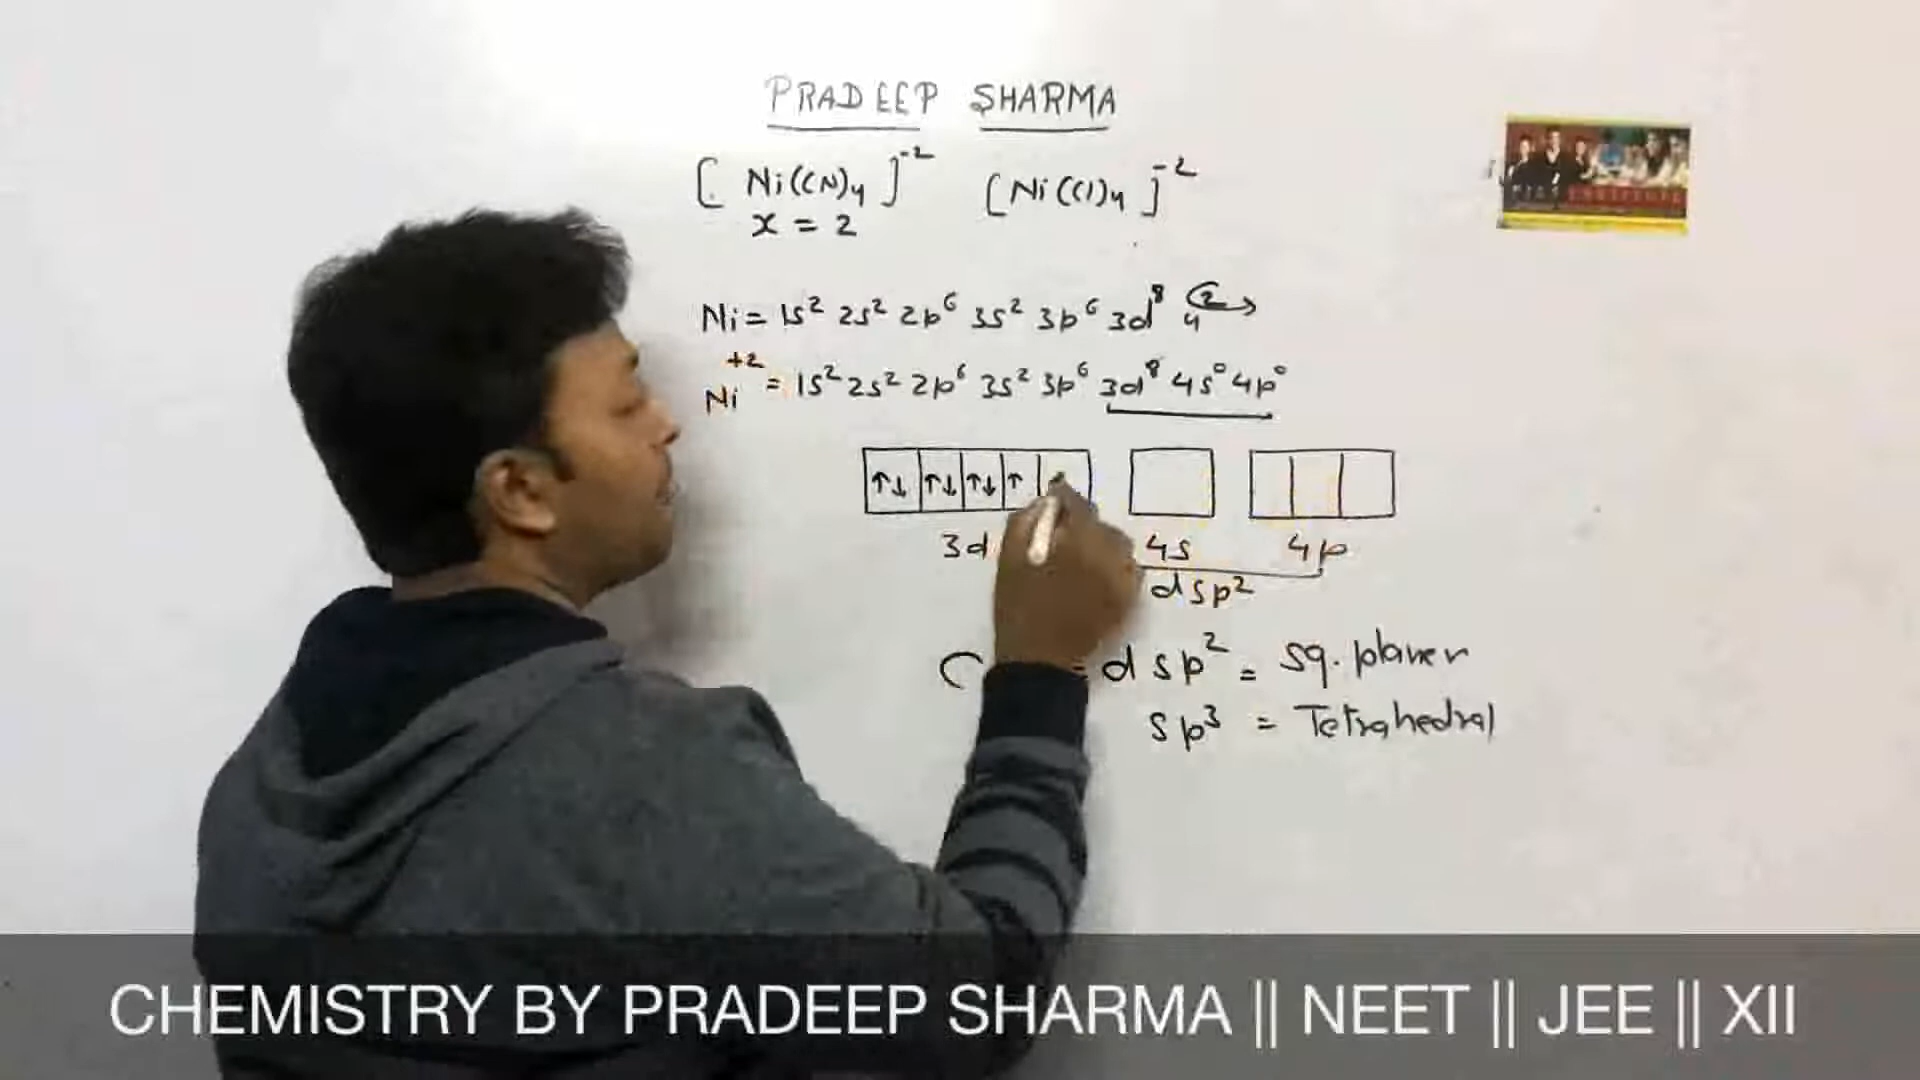 PRADEEP SHARMA
[Ni(CN)4]^-2 [Ni(Cl)4]^-2
x = 2
Ni = 1s² 2s² 2p⁶ 3s² 3p⁶ 3d⁸ 4 2
Ni^+2 = 1s² 2s² 2p⁶ 3s² 3p⁶ 3d⁸ 4s⁰ 4p⁰
↑↓ ↑↓ ↑↓ ↑
3d 4s 4p
dsp²
C = dsp² = Sq. planer
sp³ = Tetrahedral
CHEMISTRY BY PRADEEP SHARMA || NEET || JEE || XII